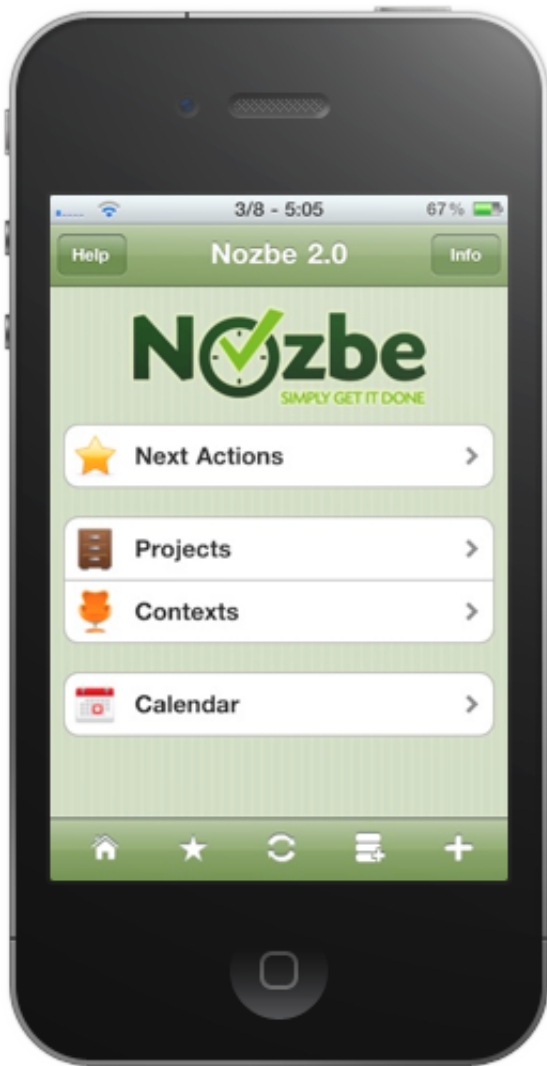 3/8 - 5:05 67%
Help Nozbe 2.0 Info
Nozbe
SIMPLY GET IT DONE
Next Actions
Projects
Contexts
Calendar